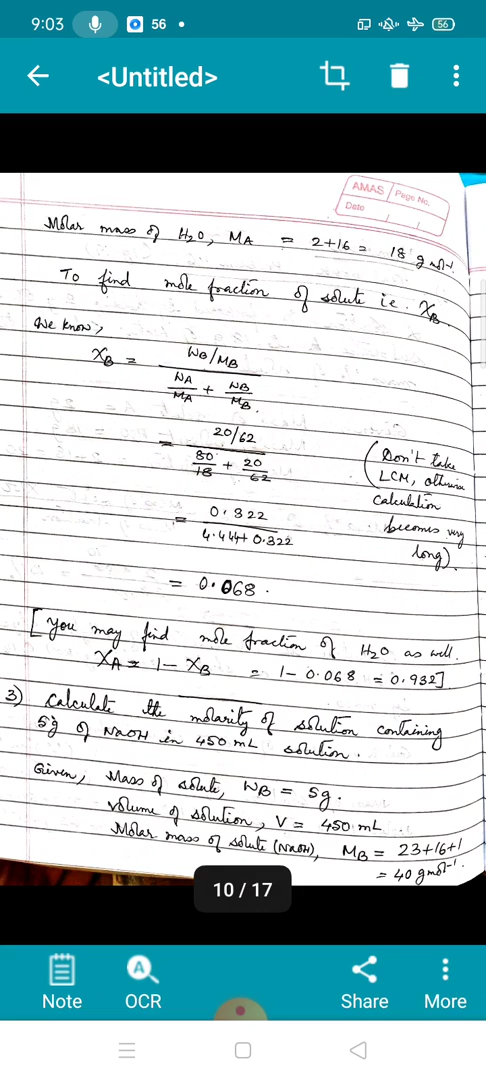 9:03 56 56
<Untitled>
AMAS Page No.
Date
Molar mass of H2O, MA = 2+16 = 18 g mol-1.
To find mole fraction of solute i.e. XB.
We know,
XB = WB/MB
WA/MA + WB/MB.
= 20/62
80/18 + 20/62
(Don't take
LCM, otherwise
calculation
becomes very
long).
= 0.322
4.444+0.322
= 0.068.
[You may find mole fraction of H2O as well.
XA = 1 - XB = 1 - 0.068 = 0.932]
3) Calculate the molarity of solution containing
5g of NaOH in 450 mL solution.
Given, Mass of solute, WB = 5g.
Volume of solution, V = 450 mL
Molar mass of solute (NaOH), MB = 23+16+1
= 40 g mol-1.
10 / 17
Note OCR Share More